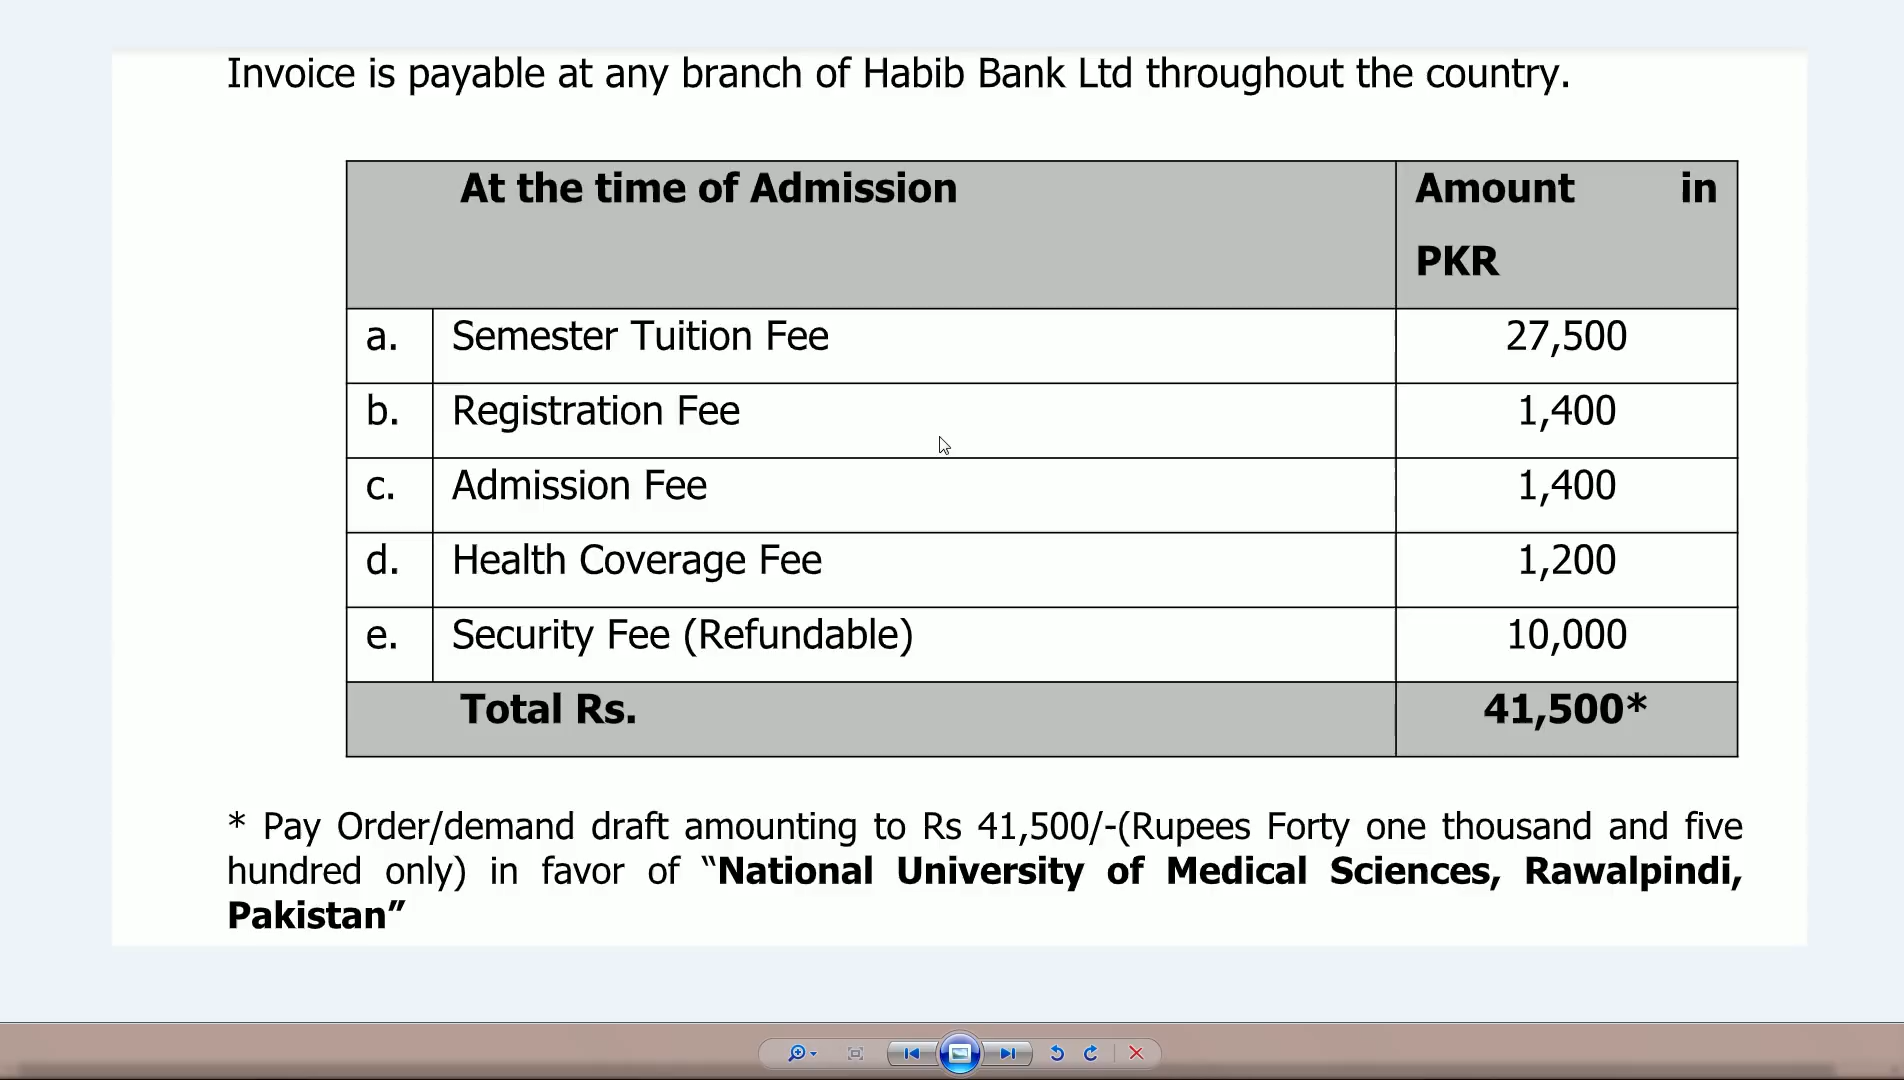 Invoice is payable at any branch of Habib Bank Ltd throughout the country.
At the time of Admission
Amount in
PKR
a. Semester Tuition Fee 27,500
b. Registration Fee 1,400
c. Admission Fee 1,400
d. Health Coverage Fee 1,200
e. Security Fee (Refundable) 10,000
Total Rs. 41,500*
* Pay Order/demand draft amounting to Rs 41,500/-(Rupees Forty one thousand and five
hundred only) in favor of “National University of Medical Sciences, Rawalpindi,
Pakistan”